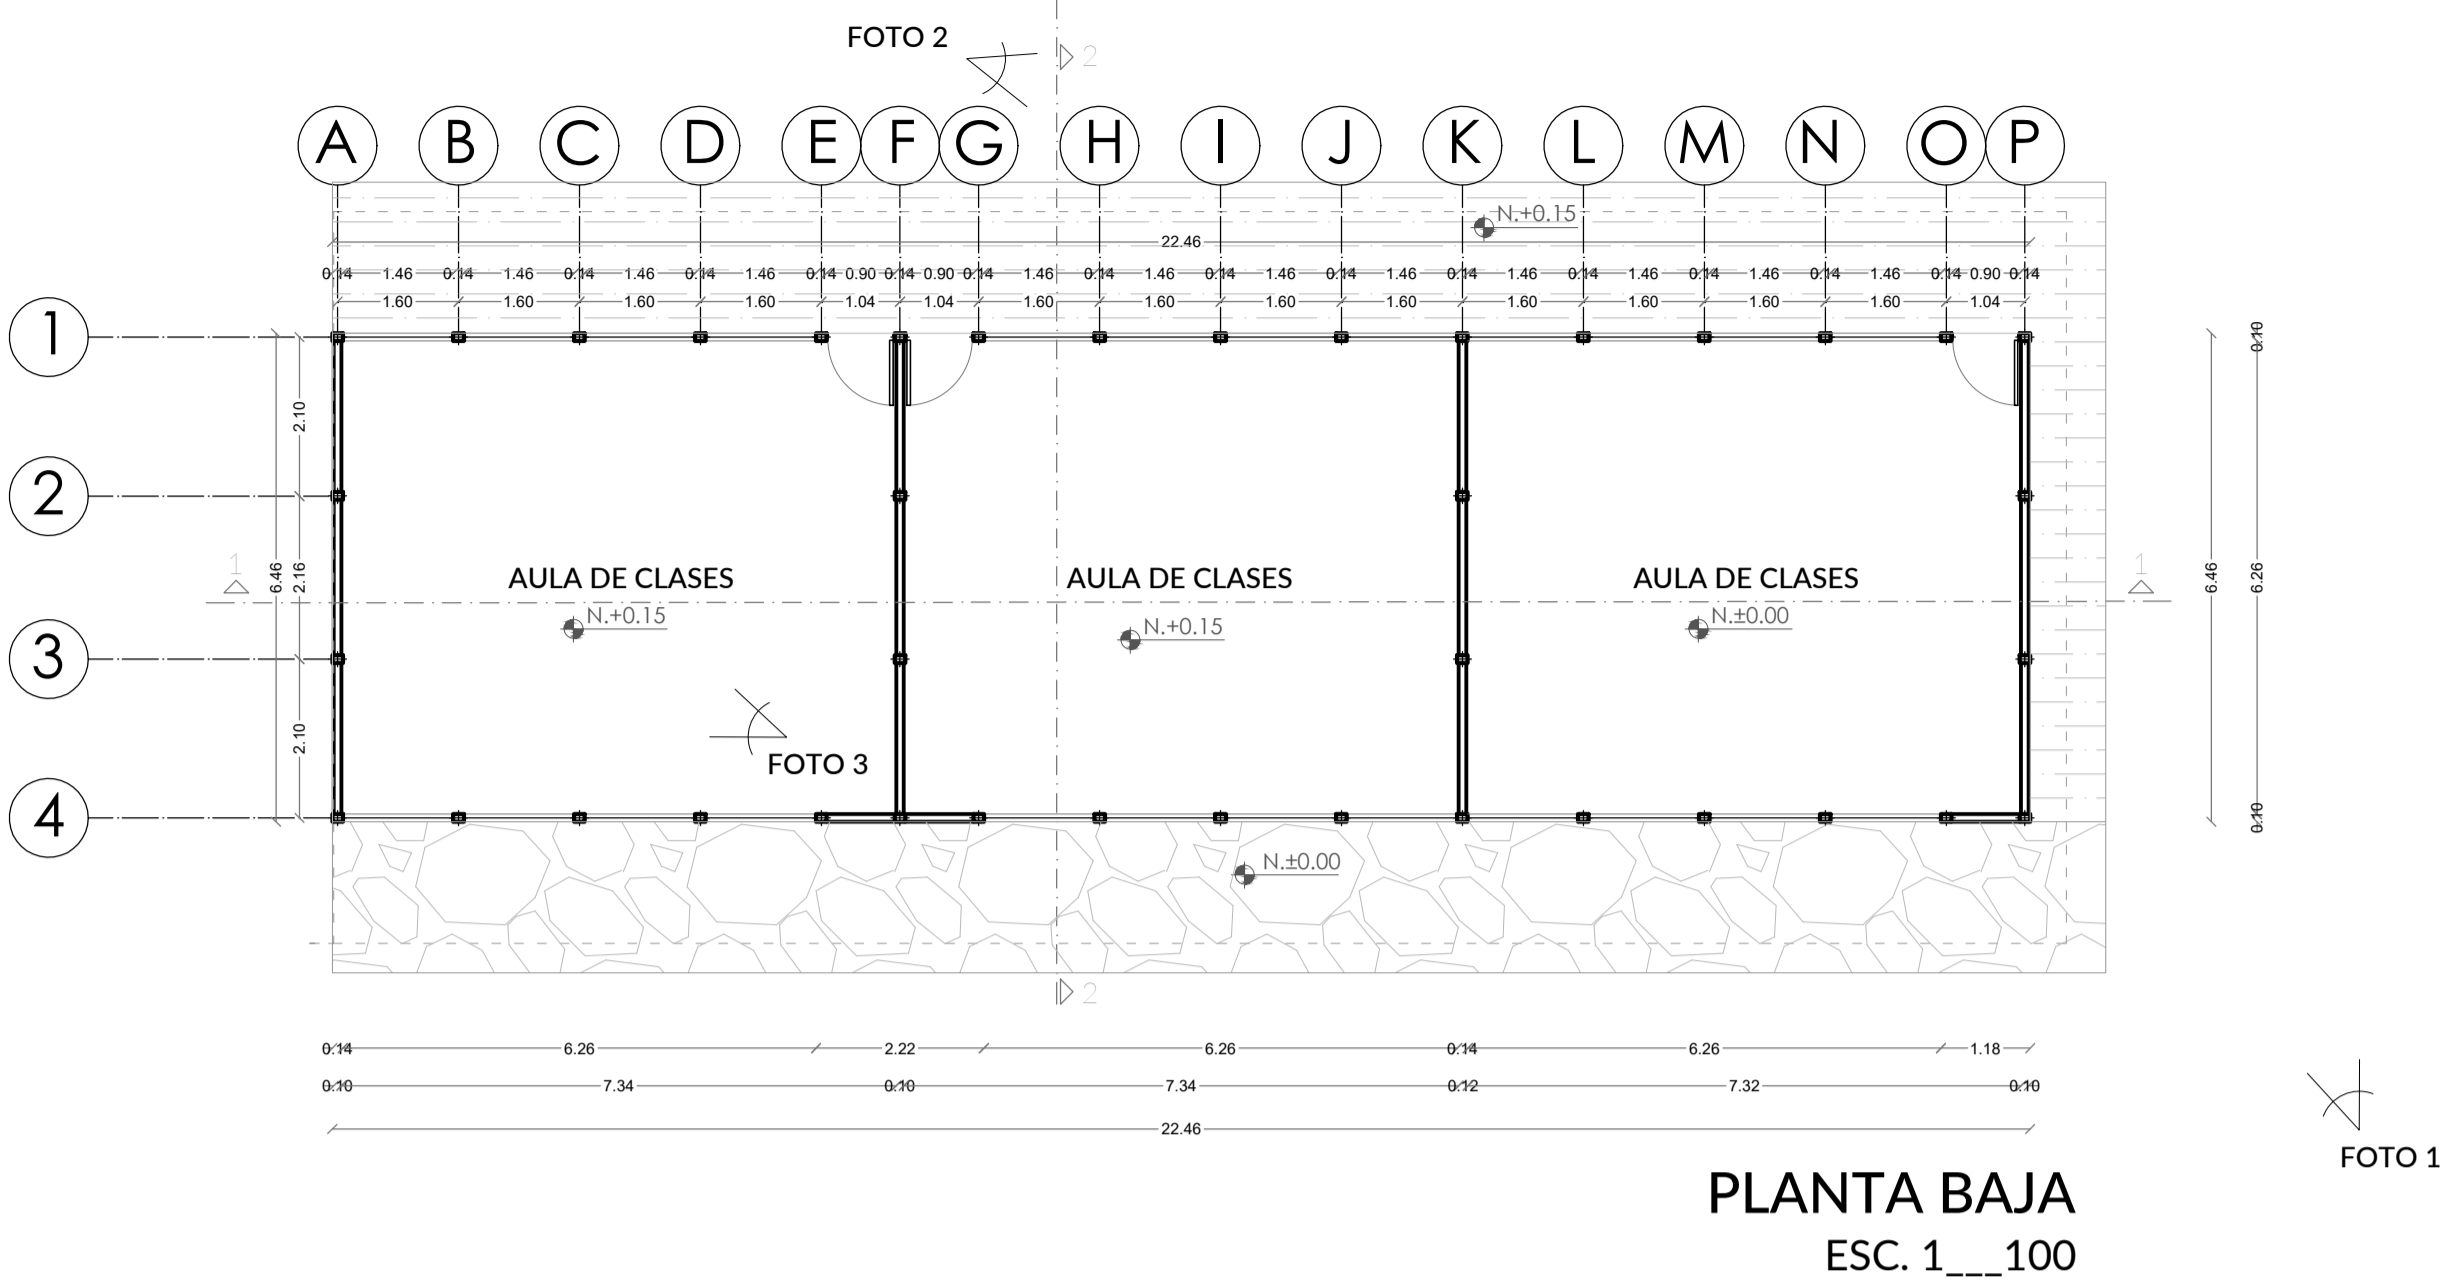 FOTO 2
2
A B C D E F G H I J K L M N O P
N.+0.15
22.46
0.14 1.46 0.14 1.46 0.14 1.46 0.14 1.46 0.14 0.90 0.14 0.90 0.14 1.46 0.14 1.46 0.14 1.46 0.14 1.46 0.14 1.46 0.14 1.46 0.14 1.46 0.14 1.46 0.14 0.90 0.14
1.60 1.60 1.60 1.60 1.04 1.04 1.60 1.60 1.60 1.60 1.60 1.60 1.60 1.60 1.04
1
0.10
2.10
2
1
6.46
2.16
AULA DE CLASES
AULA DE CLASES
AULA DE CLASES
1
6.46
6.26
N.+0.15
N.+0.15
N.±0.00
3
2.10
FOTO 3
4
0.10
N.±0.00
2
0.14 6.26 2.22 6.26 0.14 6.26 1.18
0.10 7.34 0.10 7.34 0.12 7.32 0.10
22.46
FOTO 1
PLANTA BAJA
ESC. 1___100